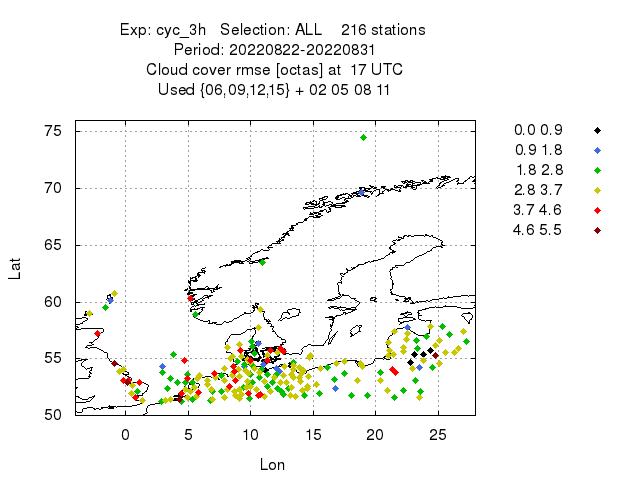 Exp: cyc_3h Selection: ALL 216 stations
Period: 20220822-20220831
Cloud cover rmse [octas] at 17 UTC
Used {06,09,12,15} + 02 05 08 11
75
70
65
60
55
50
Lat
0 5 10 15 20 25
Lon
0.0 0.9
0.9 1.8
1.8 2.8
2.8 3.7
3.7 4.6
4.6 5.5